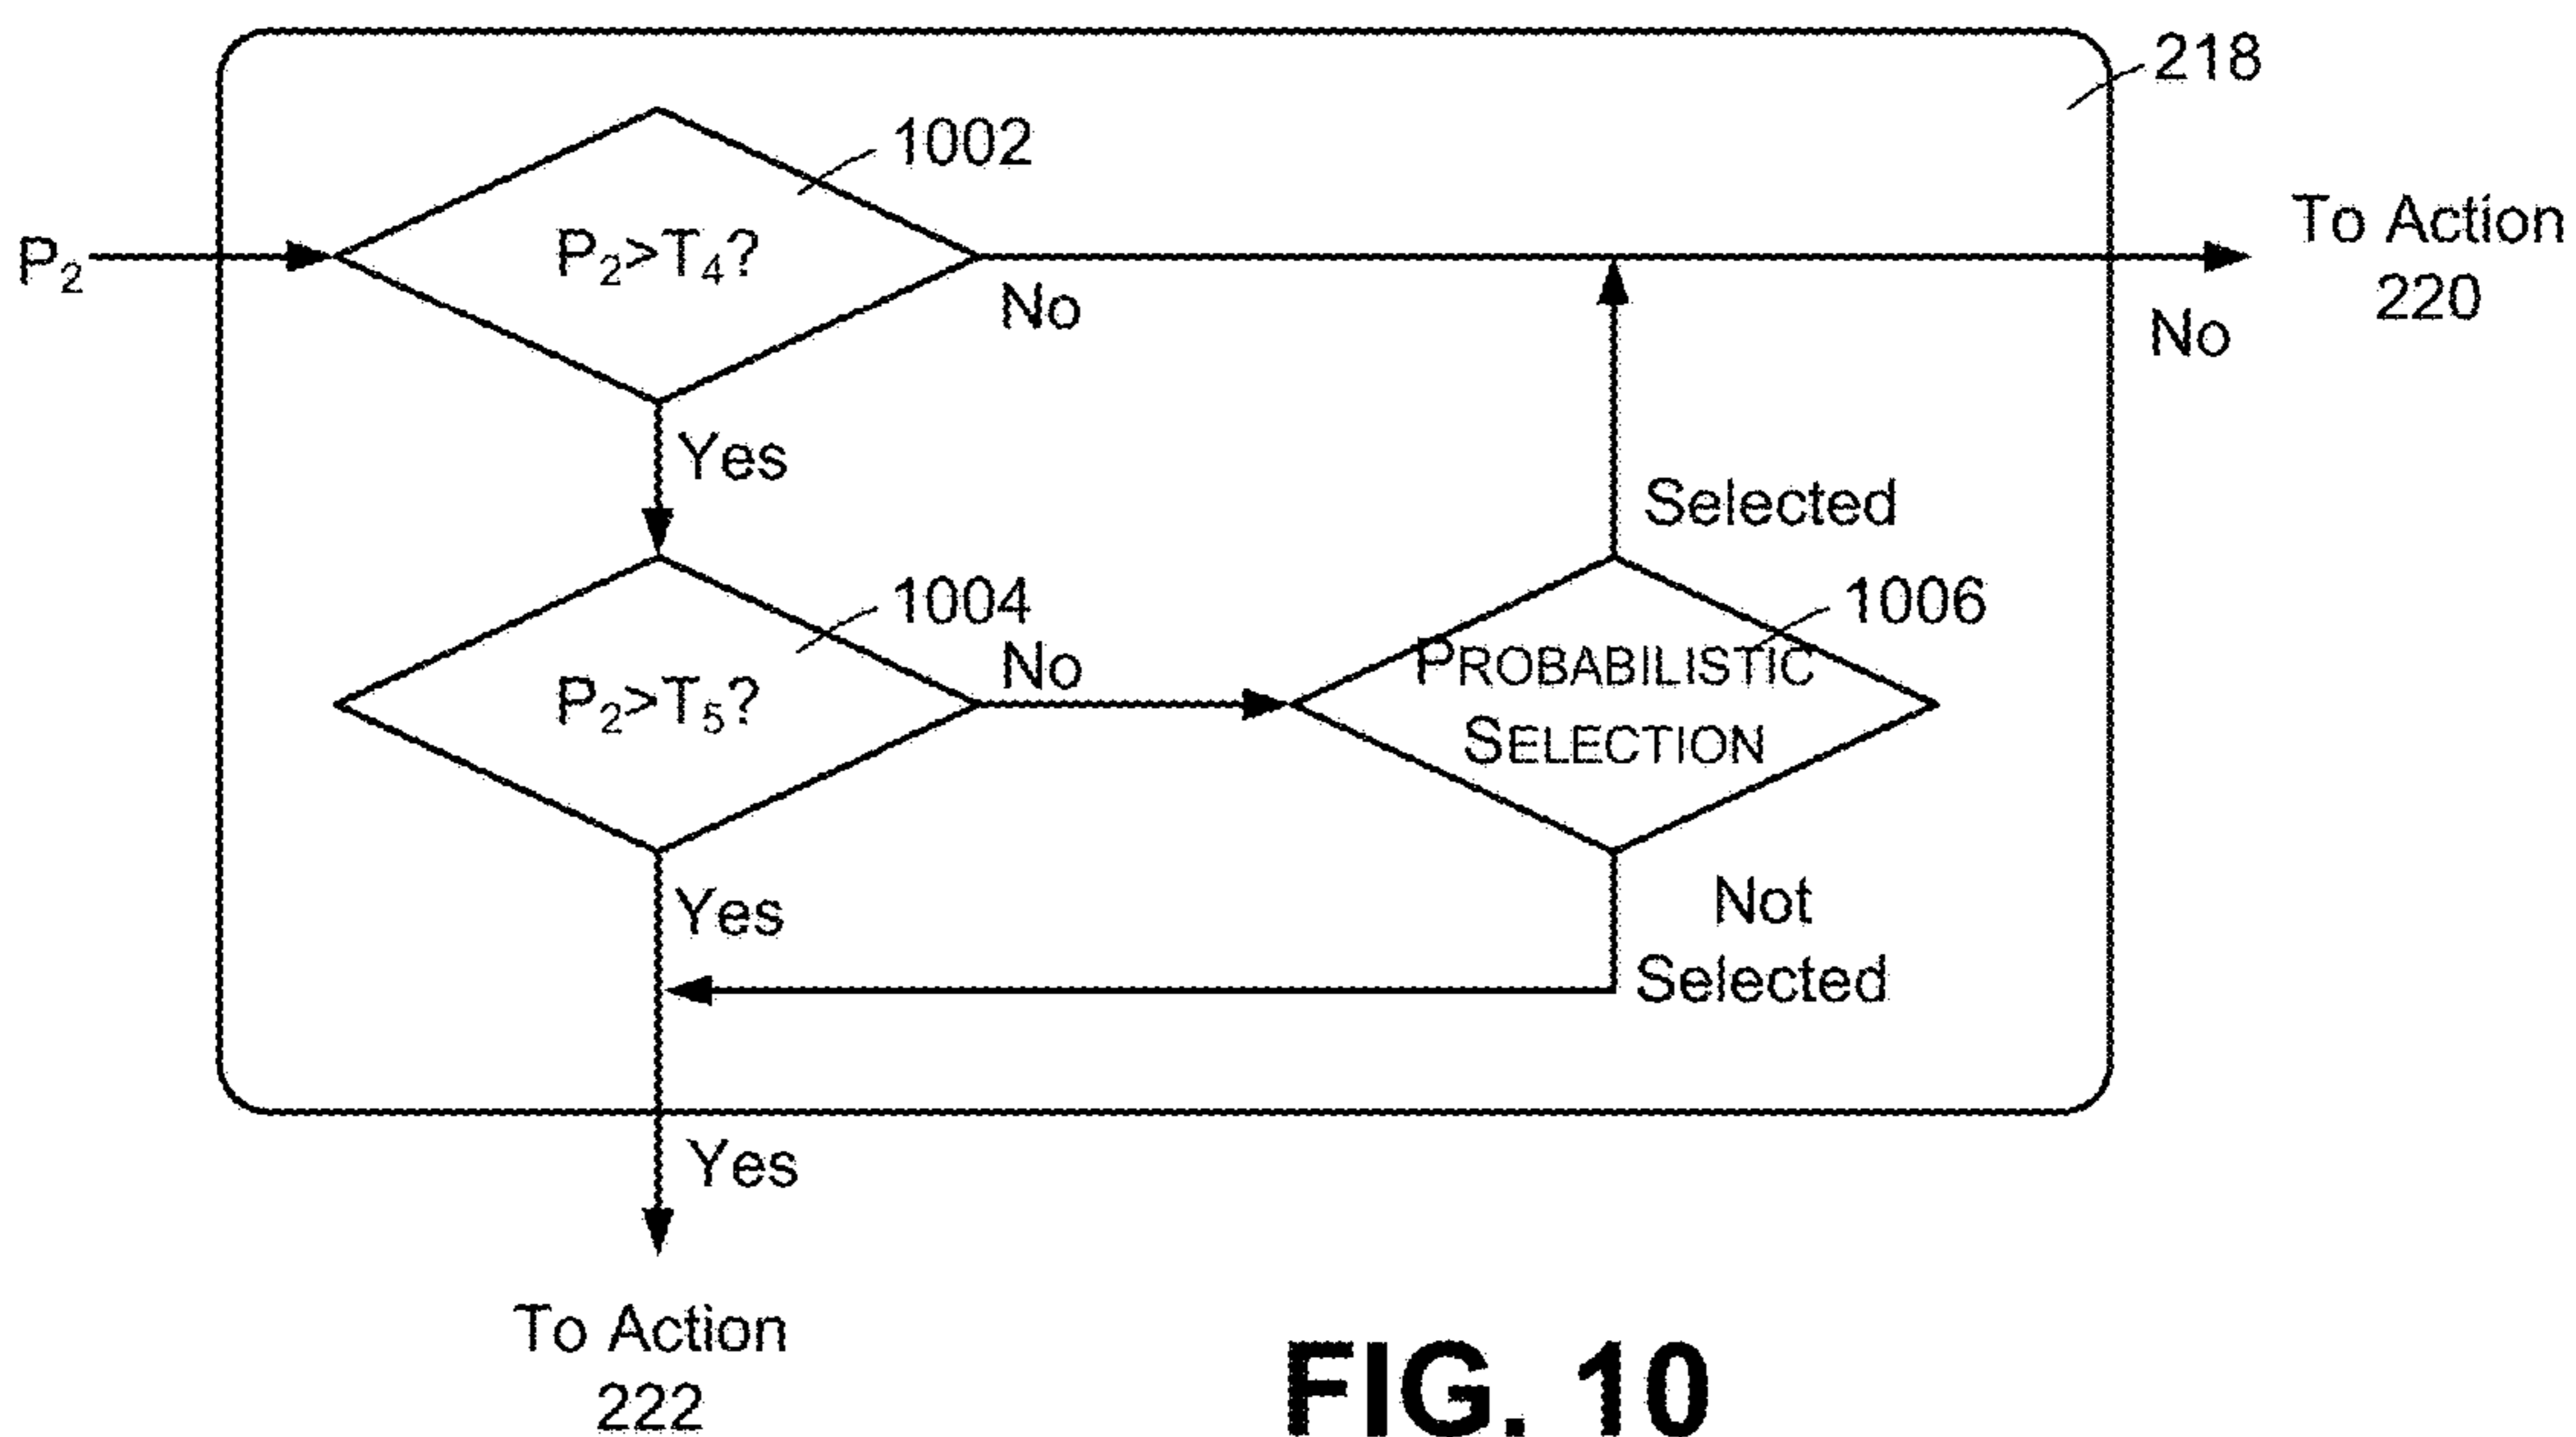 218
1002
P₂
P₂>T₄?
No
To Action
220
No
Yes
Selected
1004
1006
No
PROBABILISTIC
SELECTION
P₂>T₅?
Yes
Not
Selected
Yes
To Action
222
FIG. 10